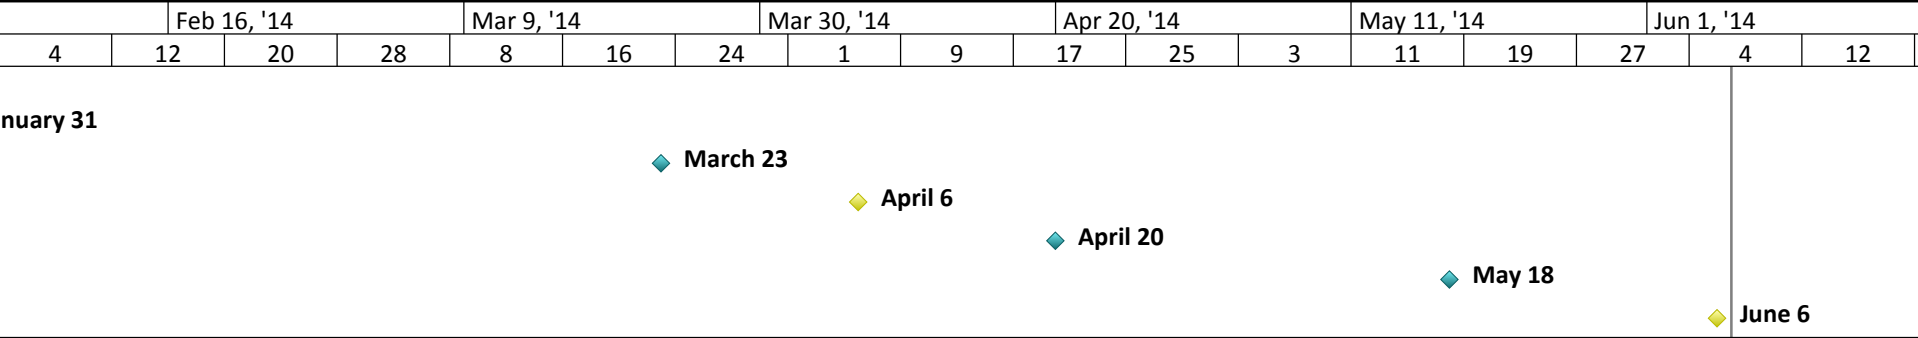 Feb 16, '14 Mar 9, '14 Mar 30, '14 Apr 20, '14 May 11, '14 Jun 1, '14
4 12 20 28 8 16 24 1 9 17 25 3 11 19 27 4 12
nuary 31
March 23
April 6
April 20
May 18
June 6